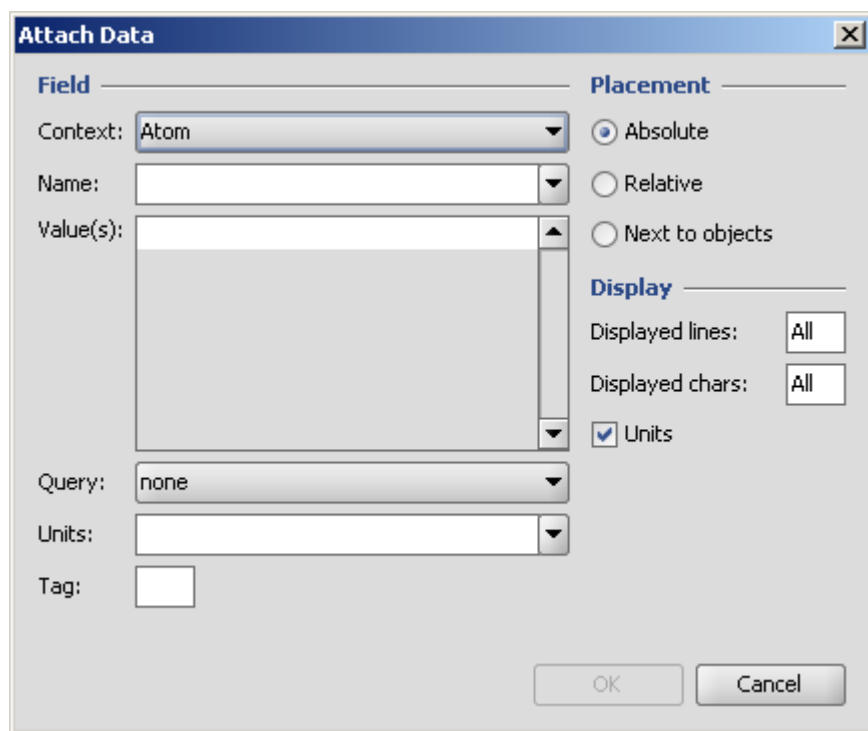 Attach Data
Field
Context: Atom
Name:
Value(s):
Query: none
Units:
Tag:
Placement
Absolute
Relative
Next to objects
Display
Displayed lines: All
Displayed chars: All
Units
OK Cancel